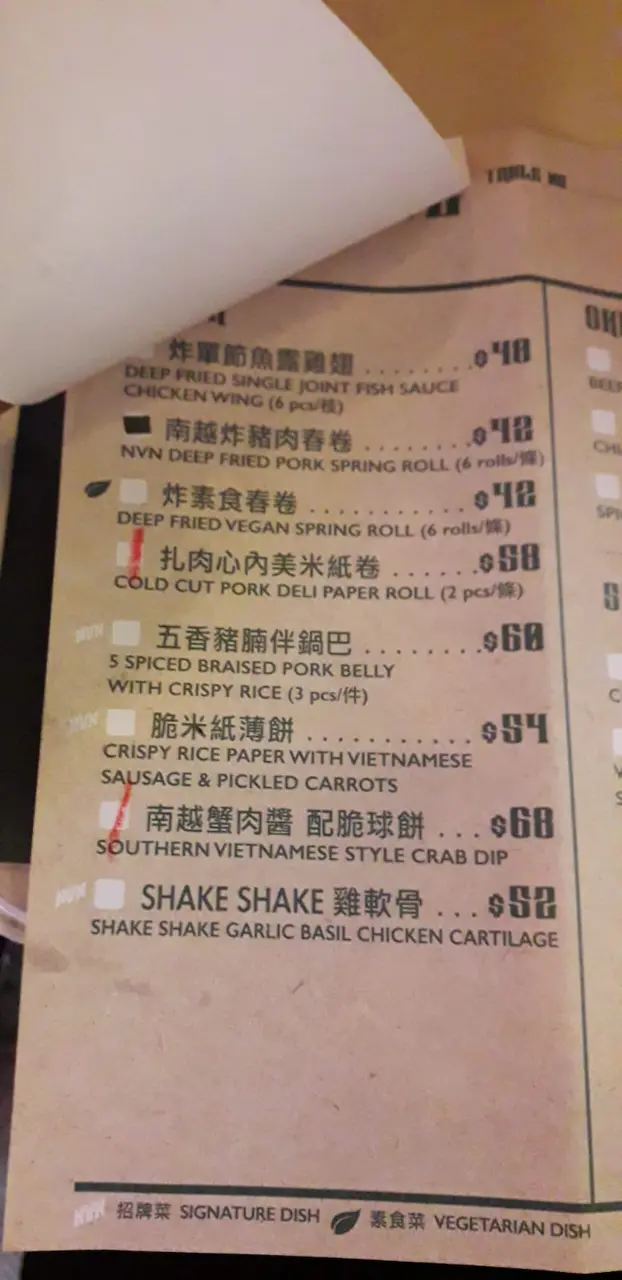 炸單節魚露雞翅 ........ $48
DEEP FRIED SINGLE JOINT FISH SAUCE
CHICKEN WING (6 pcs/枝)
南越炸豬肉春卷 ........ $42
NVN DEEP FRIED PORK SPRING ROLL (6 rolls/條)
炸素食春卷 ............ $42
DEEP FRIED VEGAN SPRING ROLL (6 rolls/條)
扎肉心內美米紙卷 ...... $58
COLD CUT PORK DELI PAPER ROLL (2 pcs/條)
五香豬腩伴鍋巴 ........ $60
5 SPICED BRAISED PORK BELLY
WITH CRISPY RICE (3 pcs/件)
脆米紙薄餅 ........... $54
CRISPY RICE PAPER WITH VIETNAMESE
SAUSAGE & PICKLED CARROTS
南越蟹肉醬 配脆球餅 ... $68
SOUTHERN VIETNAMESE STYLE CRAB DIP
SHAKE SHAKE 雞軟骨 ... $52
SHAKE SHAKE GARLIC BASIL CHICKEN CARTILAGE
NVN 招牌菜 SIGNATURE DISH 素食菜 VEGETARIAN DISH